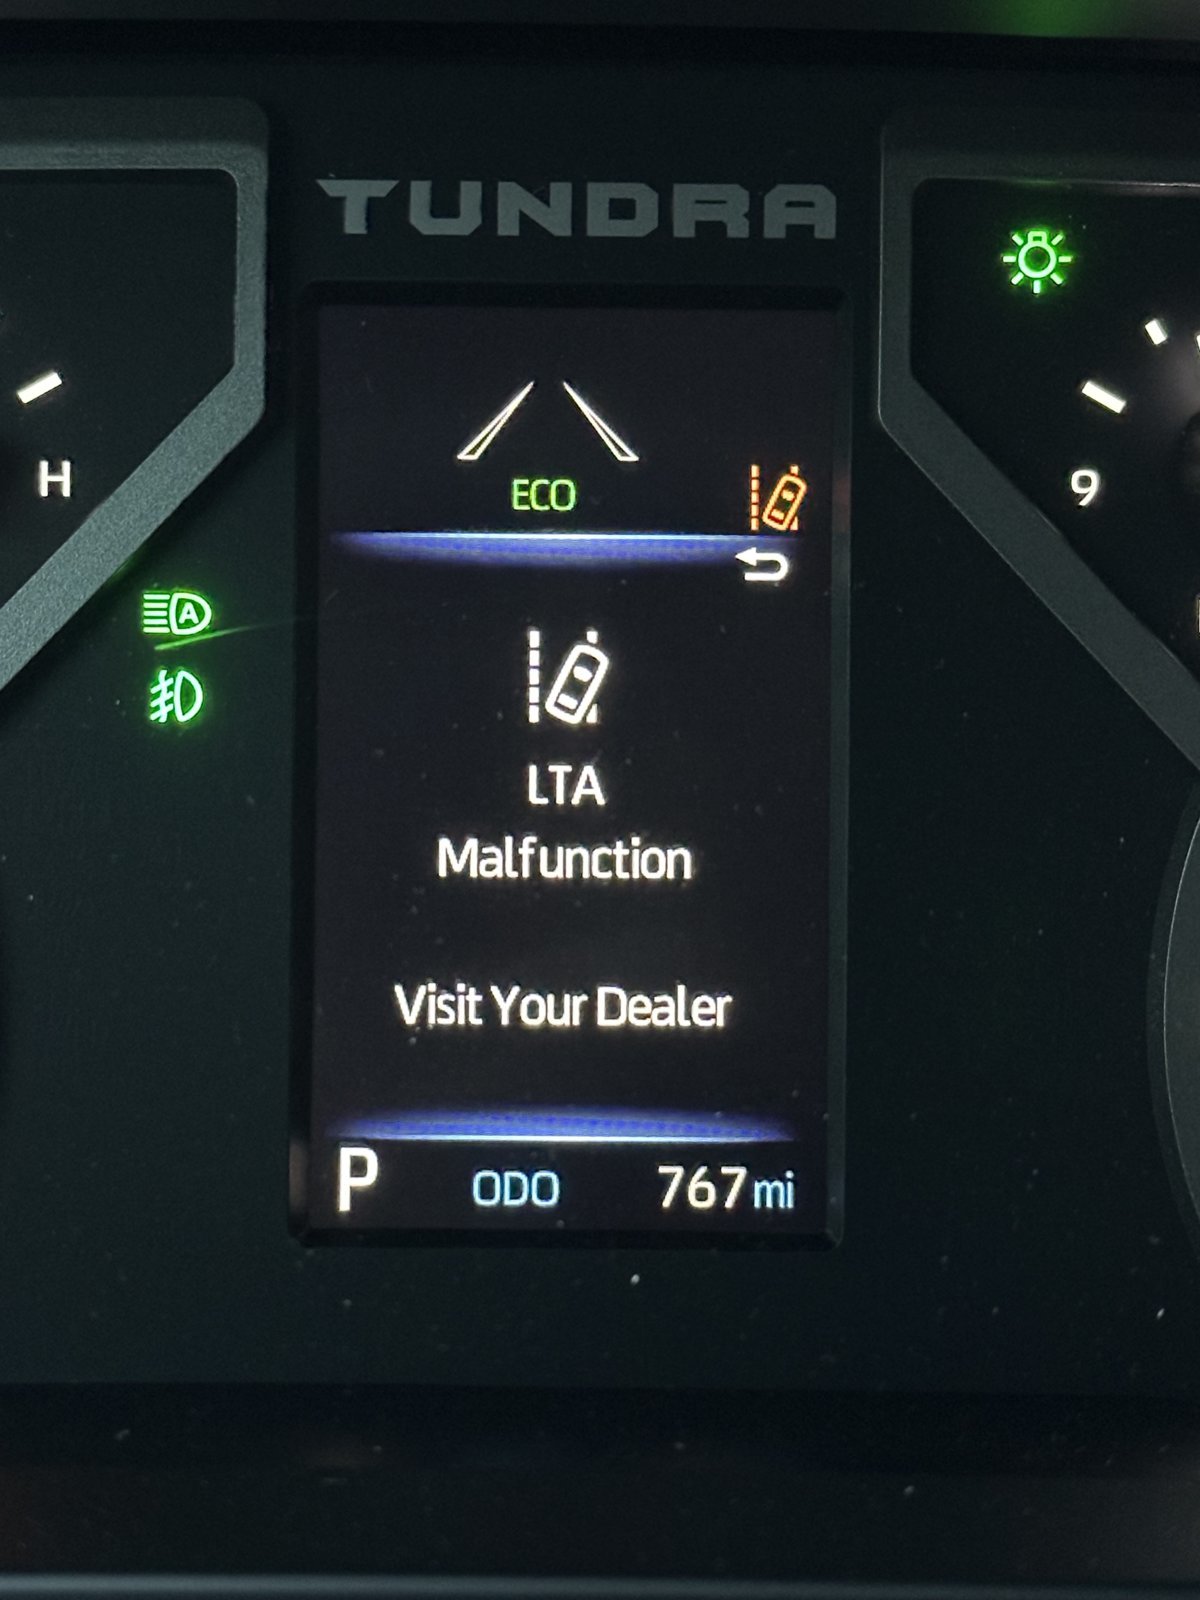 TUNDRA
H
ECO
9
A
LTA
Malfunction
Visit Your Dealer
P ODO 767 mi